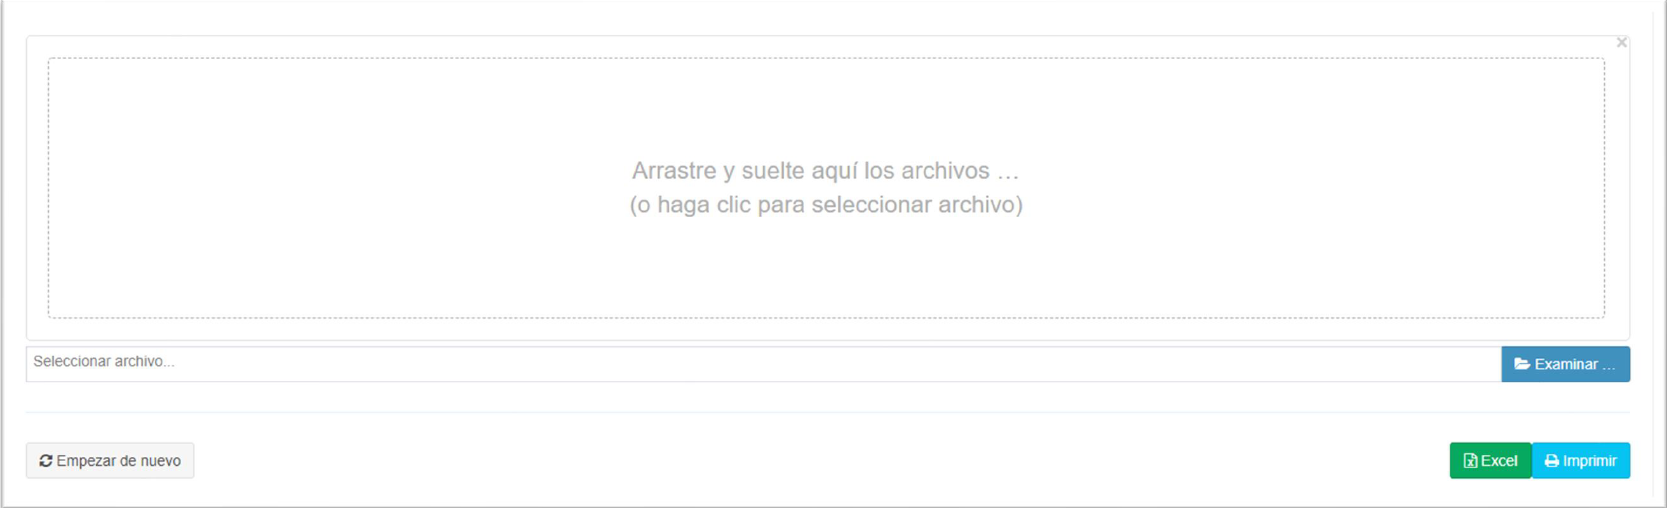 Arrastre y suelte aquí los archivos …
(o haga clic para seleccionar archivo)
Seleccionar archivo...
Examinar …
Empezar de nuevo
Excel
Imprimir